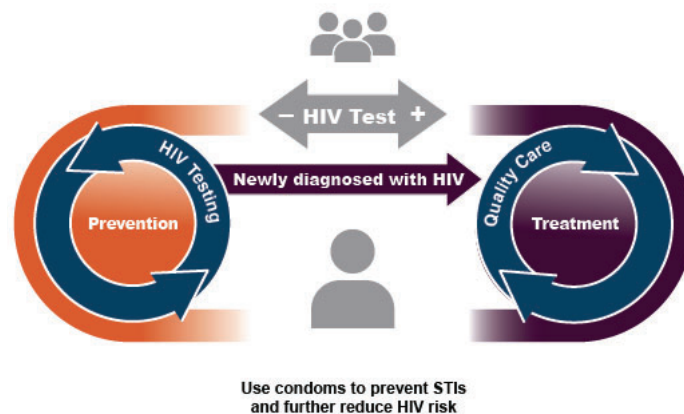 – HIV Test +
HIV Testing
Newly diagnosed with HIV
Quality Care
Prevention
Treatment
Use condoms to prevent STIs
and further reduce HIV risk